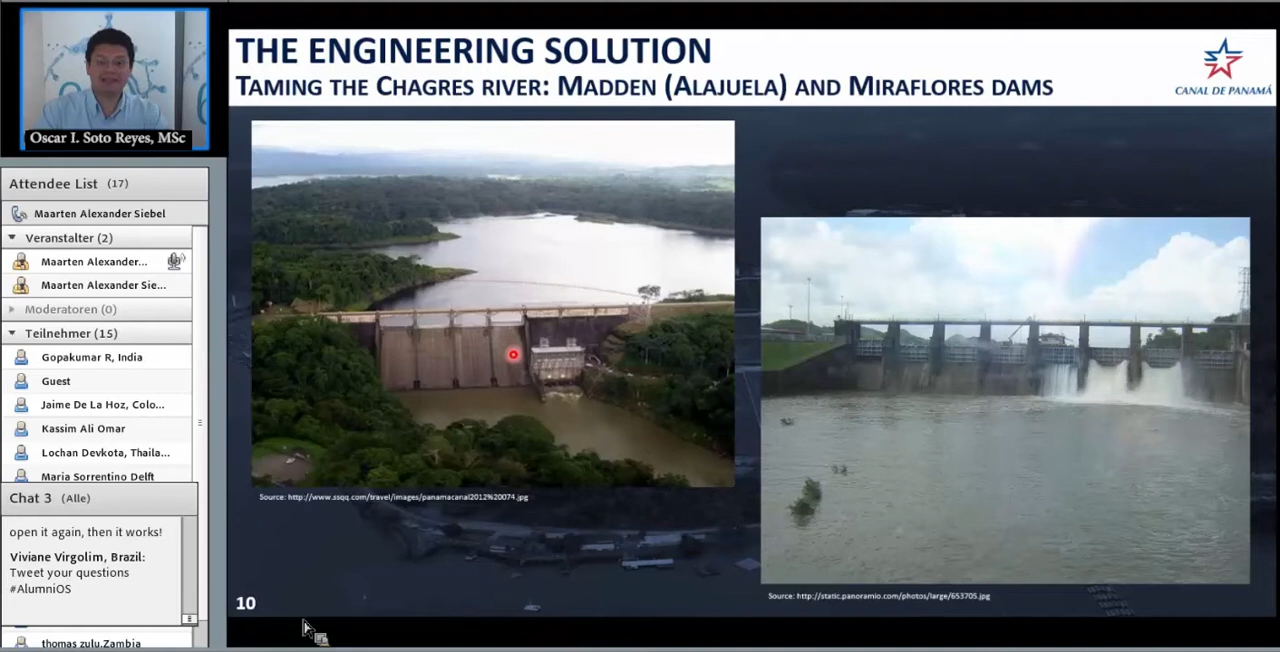 THE ENGINEERING SOLUTION
TAMING THE CHAGRES RIVER: MADDEN (ALAJUELA) AND MIRAFLORES DAMS
CANAL DE PANAMÁ
Oscar I. Soto Reyes, MSc
Attendee List (17)
Maarten Alexander Siebel
Veranstalter (2)
Maarten Alexander...
Maarten Alexander Sie...
Moderatoren (0)
Teilnehmer (15)
Gopakumar R, India
Guest
Jaime De La Hoz, Colo...
Kassim Ali Omar
Lochan Devkota, Thaila...
Maria Sorrentino Delft
Chat 3 (Alle)
open it again, then it works!
Viviane Virgolim, Brazil:
Tweet your questions
#AlumniOS
thomas zulu.Zambia
Source: http://www.ssqq.com/travel/images/panamacanal2012%20074.jpg
Source: http://static.panoramio.com/photos/large/653705.jpg
10